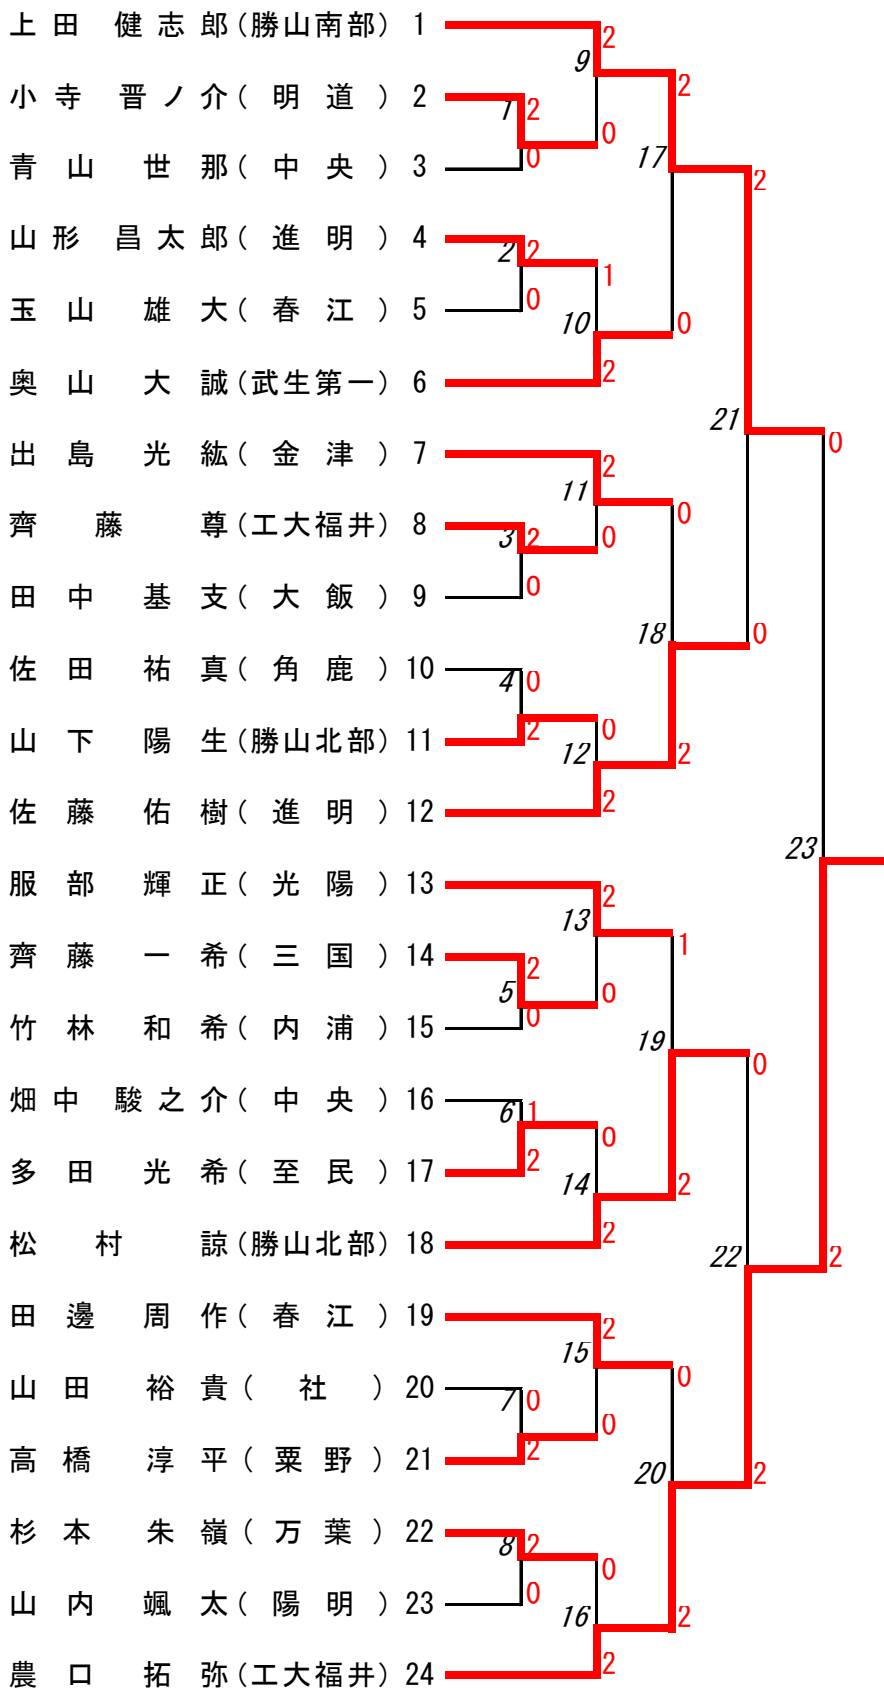 上田 健志郎(勝山南部) 1
2
9
小寺 晋ノ介(明道) 2
2
1
2
0
0
17
青山 世那(中央) 3
2
山形 昌太郎(進明) 4
2
2
1
0
玉山 雄大(春江) 5
10
0
奥山 大誠(武生第一) 6
2
21
0
出島 光紘(金津) 7
2
11
0
齊藤 尊(工大福井) 8
3
2
0
0
田中 基支(大飯) 9
18
0
佐田 祐真(角鹿) 10
4
0
山下 陽生(勝山北部) 11
2
0
12
2
佐藤 佑樹(進明) 12
2
23
服部 輝正(光陽) 13
2
13
1
齊藤 一希(三国) 14
2
5
0
0
竹林 和希(内浦) 15
19
0
畑中 駿之介(中央) 16
6
1
0
多田 光希(至民) 17
2
14
2
松村 諒(勝山北部) 18
2
22
2
田邊 周作(春江) 19
2
15
0
山田 裕貴(社) 20
7
0
0
高橋 淳平(粟野) 21
2
20
2
杉本 朱嶺(万葉) 22
8
2
0
0
山内 颯太(陽明) 23
16
2
農口 拓弥(工大福井) 24
2